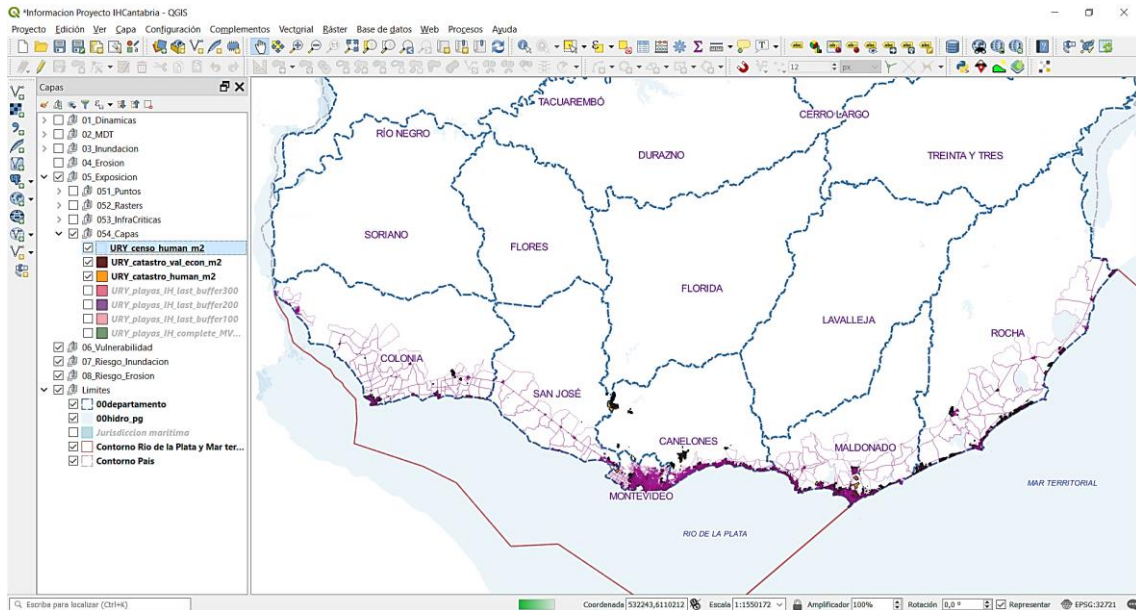 *Informacion Proyecto IHCantabria - QGIS
Proyecto Edición Ver Capa Configuración Complementos Vectorial Ráster Base de datos Web Procesos Ayuda
12 px
Capas
01_Dinamicas
02_MDT
03_Inundacion
04_Erosion
05_Exposicion
051_Puntos
052_Rasters
053_InfraCriticas
054_Capas
URY_censo_human_m2
URY_catastro_val_econ_m2
URY_catastro_human_m2
URY_playas_IH_last_buffer300
URY_playas_IH_last_buffer200
URY_playas_IH_last_buffer100
URY_playas_IH_complete_MV...
06_Vulnerabilidad
07_Riesgo_Inundacion
08_Riesgo_Erosion
Limites
00departamento
00hidro_pg
Jurisdiccion maritima
Contorno Rio de la Plata y Mar ter...
Contorno Pais
TACUAREMBÓ
CERRO LARGO
RÍO NEGRO
DURAZNO
TREINTA Y TRES
SORIANO
FLORES
FLORIDA
LAVALLEJA
ROCHA
COLONIA
SAN JOSÉ
CANELONES
MALDONADO
MONTEVIDEO
MAR TERRITORIAL
RIO DE LA PLATA
Escriba para localizar (Ctrl+K)
Coordenada 532243,6110212 Escala 1:1550172 Amplificador 100% Rotación 0,0 ° Representar EPSG:32721